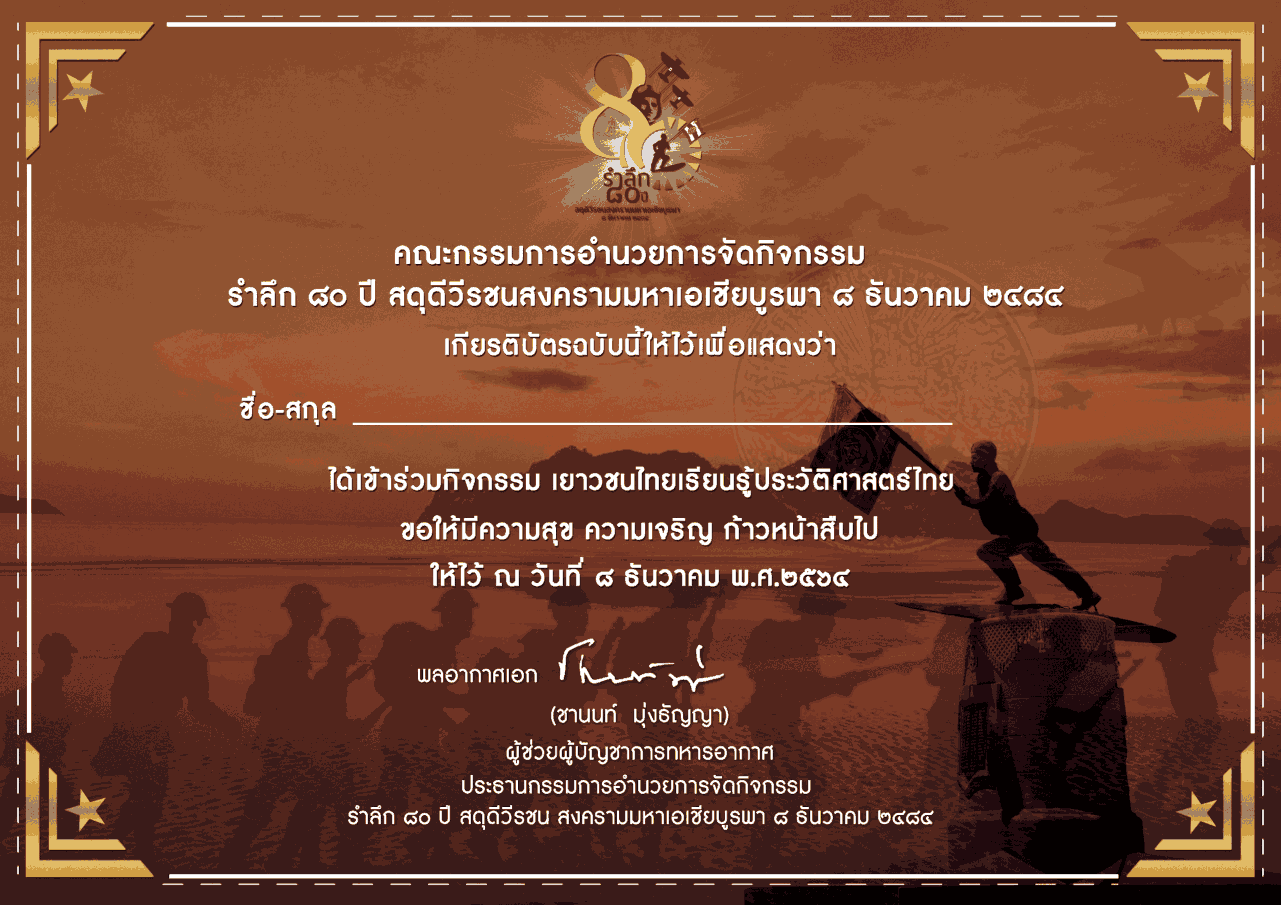 รำลึก
๘๐ ปี
คณะกรรมการอำนวยการจัดกิจกรรม
รำลึก ๘๐ ปี สดุดีวีรชนสงครามมหาเอเชียบูรพา ๘ ธันวาคม ๒๔๘๔
เกียรติบัตรฉบับนี้ให้ไว้เพื่อแสดงว่า
ชื่อ-สกุล
ได้เข้าร่วมกิจกรรม เยาวชนไทยเรียนรู้ประวัติศาสตร์ไทย
ขอให้มีความสุข ความเจริญ ก้าวหน้าสืบไป
ให้ไว้ ณ วันที่ ๘ ธันวาคม พ.ศ.๒๕๖๔
พลอากาศเอก
(ชานนท์ มุ่งธัญญา)
ผู้ช่วยผู้บัญชาการทหารอากาศ
ประธานกรรมการอำนวยการจัดกิจกรรม
รำลึก ๘๐ ปี สดุดีวีรชน สงครามมหาเอเชียบูรพา ๘ ธันวาคม ๒๔๘๔